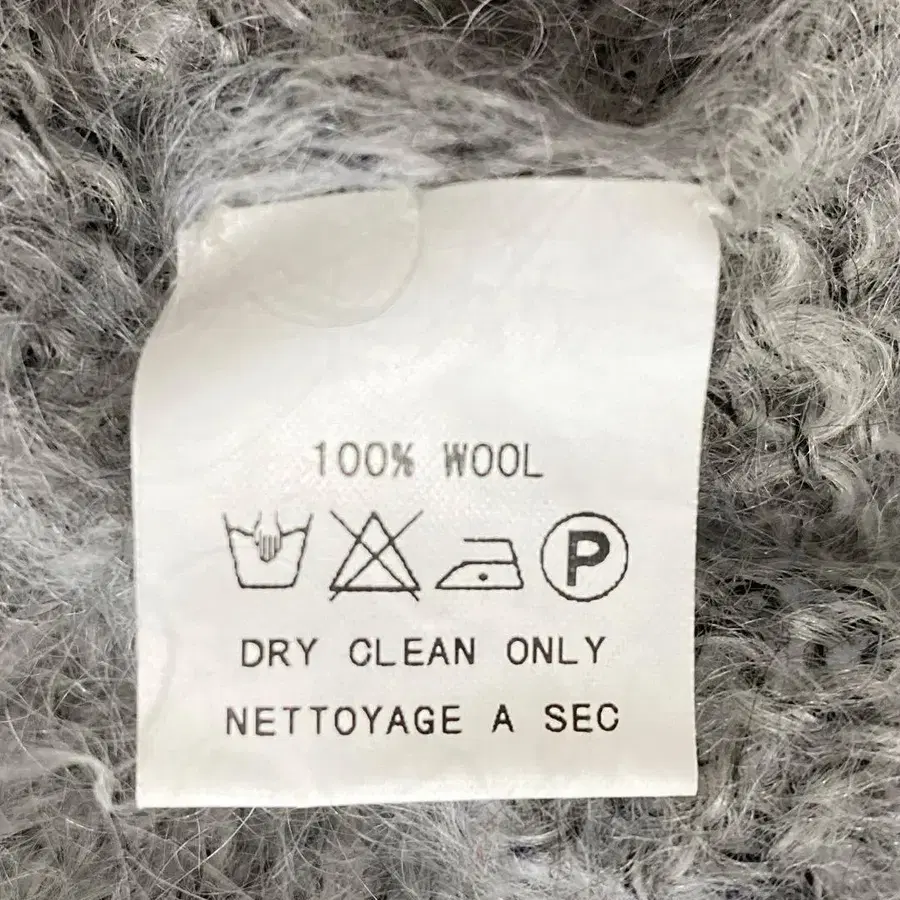 100% WOOL
P
DRY CLEAN ONLY
NETTOYAGE A SEC